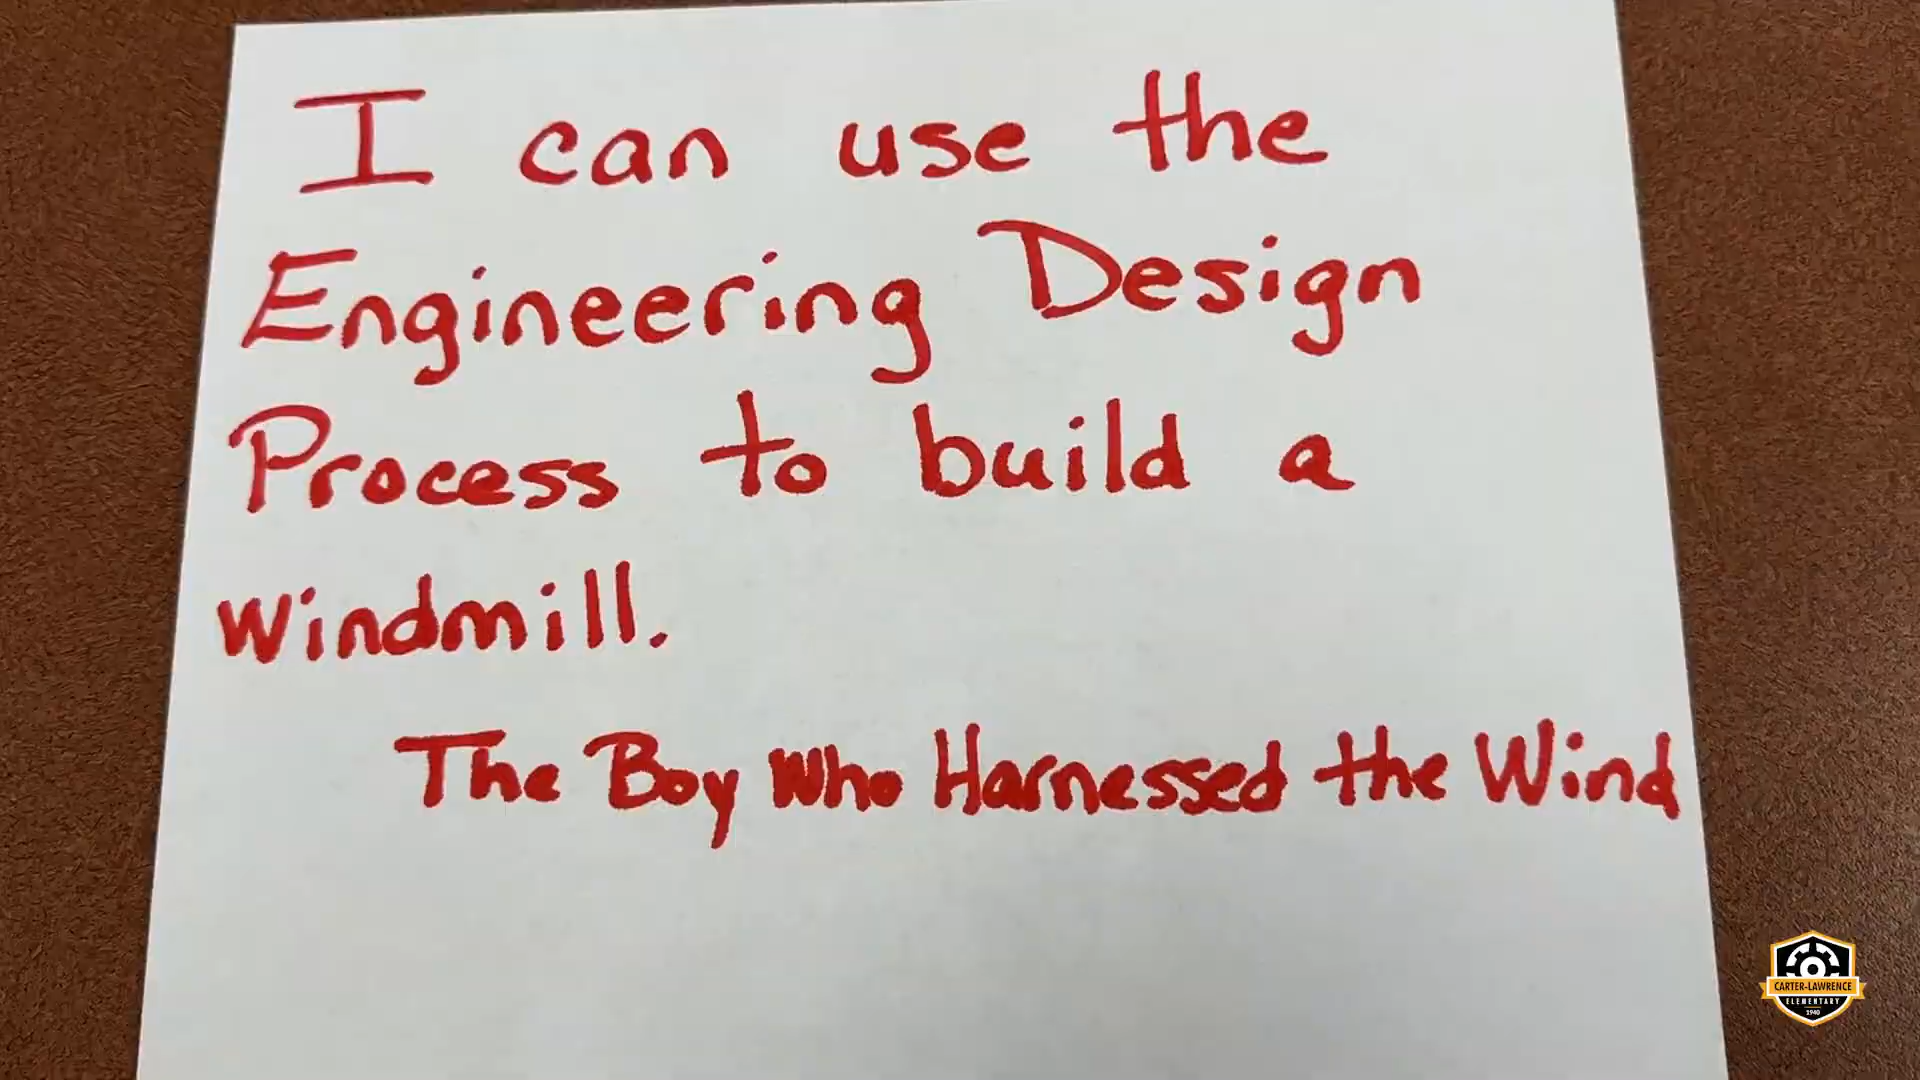 I can use the
Engineering Design
Process to build a
windmill.
The Boy Who Harnessed the Wind
CARTER-LAWRENCE
ELEMENTARY
1940